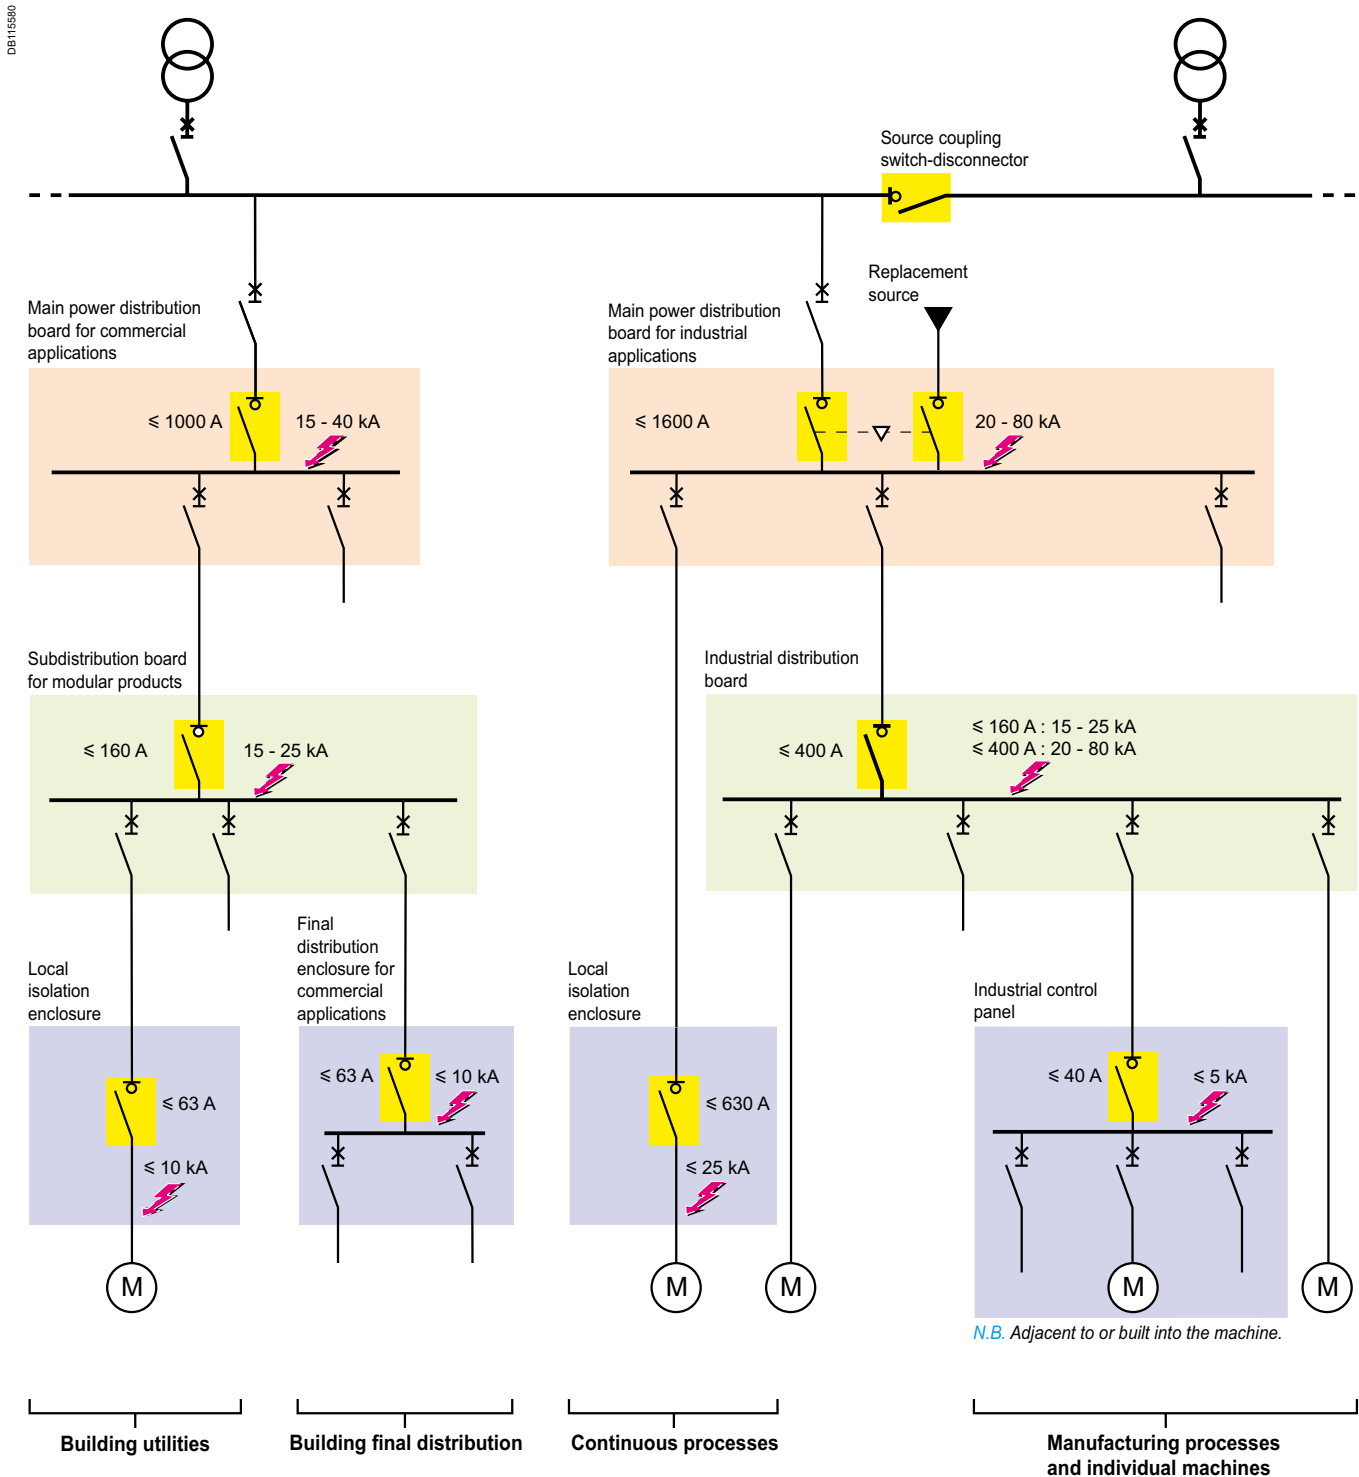 DB115580
Source coupling
switch-disconnector
Replacement
source
Main power distribution
board for commercial
applications
Main power distribution
board for industrial
applications
≤ 1000 A
15 - 40 kA
≤ 1600 A
20 - 80 kA
Subdistribution board
for modular products
Industrial distribution
board
≤ 160 A
15 - 25 kA
≤ 400 A
≤ 160 A : 15 - 25 kA
≤ 400 A : 20 - 80 kA
Local
isolation
enclosure
Final
distribution
enclosure for
commercial
applications
Local
isolation
enclosure
Industrial control
panel
≤ 63 A
≤ 10 kA
≤ 63 A
≤ 10 kA
≤ 630 A
≤ 25 kA
≤ 40 A
≤ 5 kA
M
M
M
M
M
N.B. Adjacent to or built into the machine.
Building utilities
Building final distribution
Continuous processes
Manufacturing processes
and individual machines